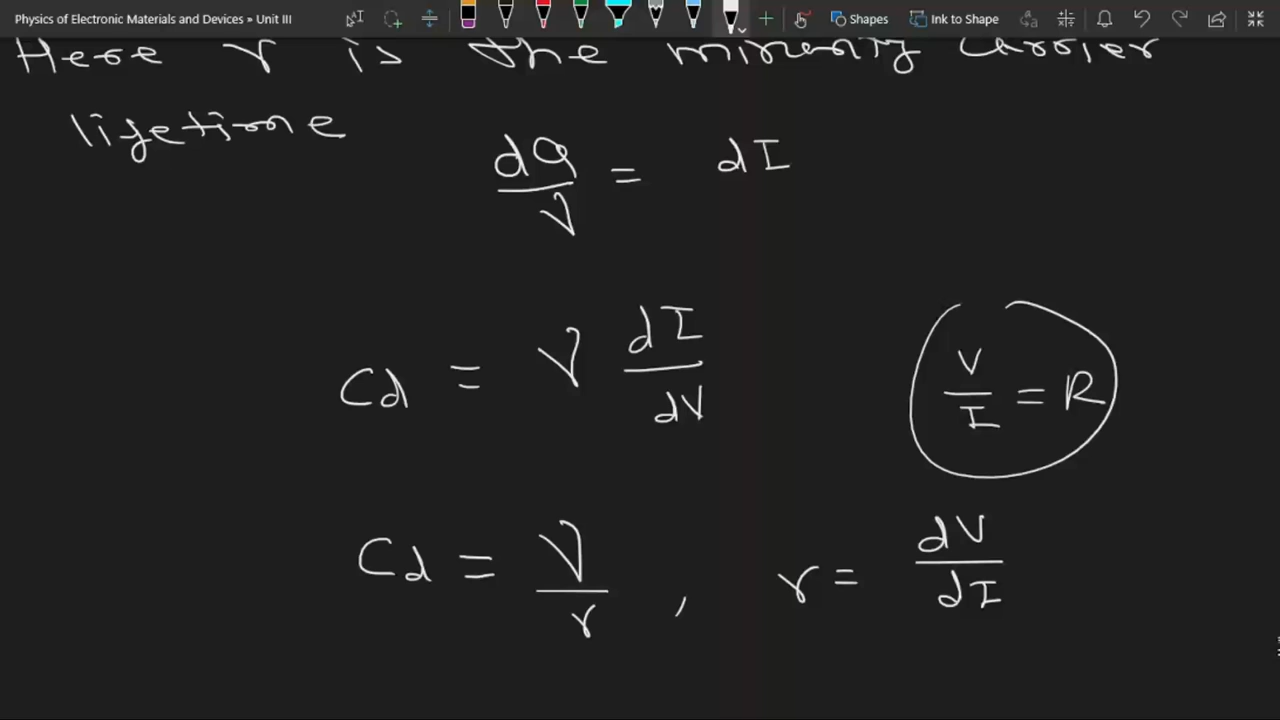 Physics of Electronic Materials and Devices » Unit III
Shapes
Ink to Shape
Here γ is the minority carrier
lifetime
dQ/γ = dI
Cd = γ dI/dV
V/I = R
Cd = γ/r , r = dV/dI